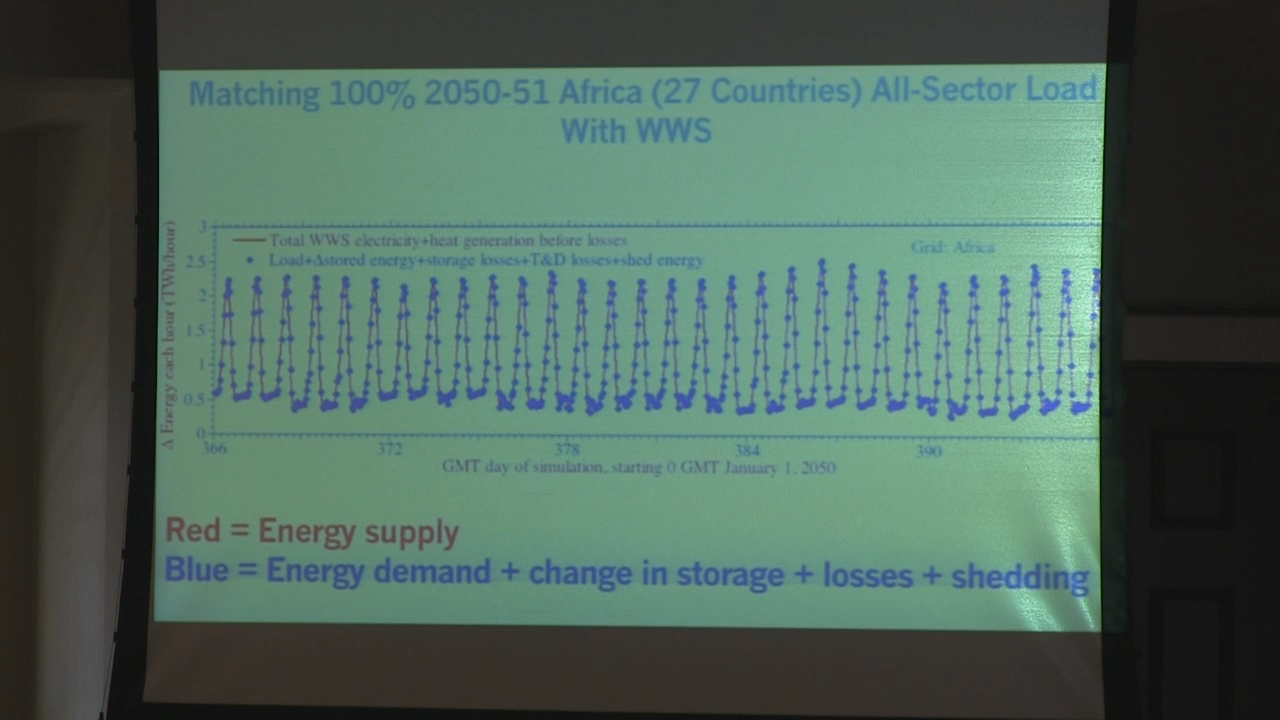 Matching 100% 2050-51 Africa (27 Countries) All-Sector Load
With WWS
Δ Energy each hour (TWh/hour)
3
2.5
2
1.5
1
0.5
0
Total WWS electricity+heat generation before losses
Load+Δstored energy+storage losses+T&D losses+shed energy
Grid: Africa
366 372 378 384 390
GMT day of simulation, starting 0 GMT January 1, 2050
Red = Energy supply
Blue = Energy demand + change in storage + losses + shedding